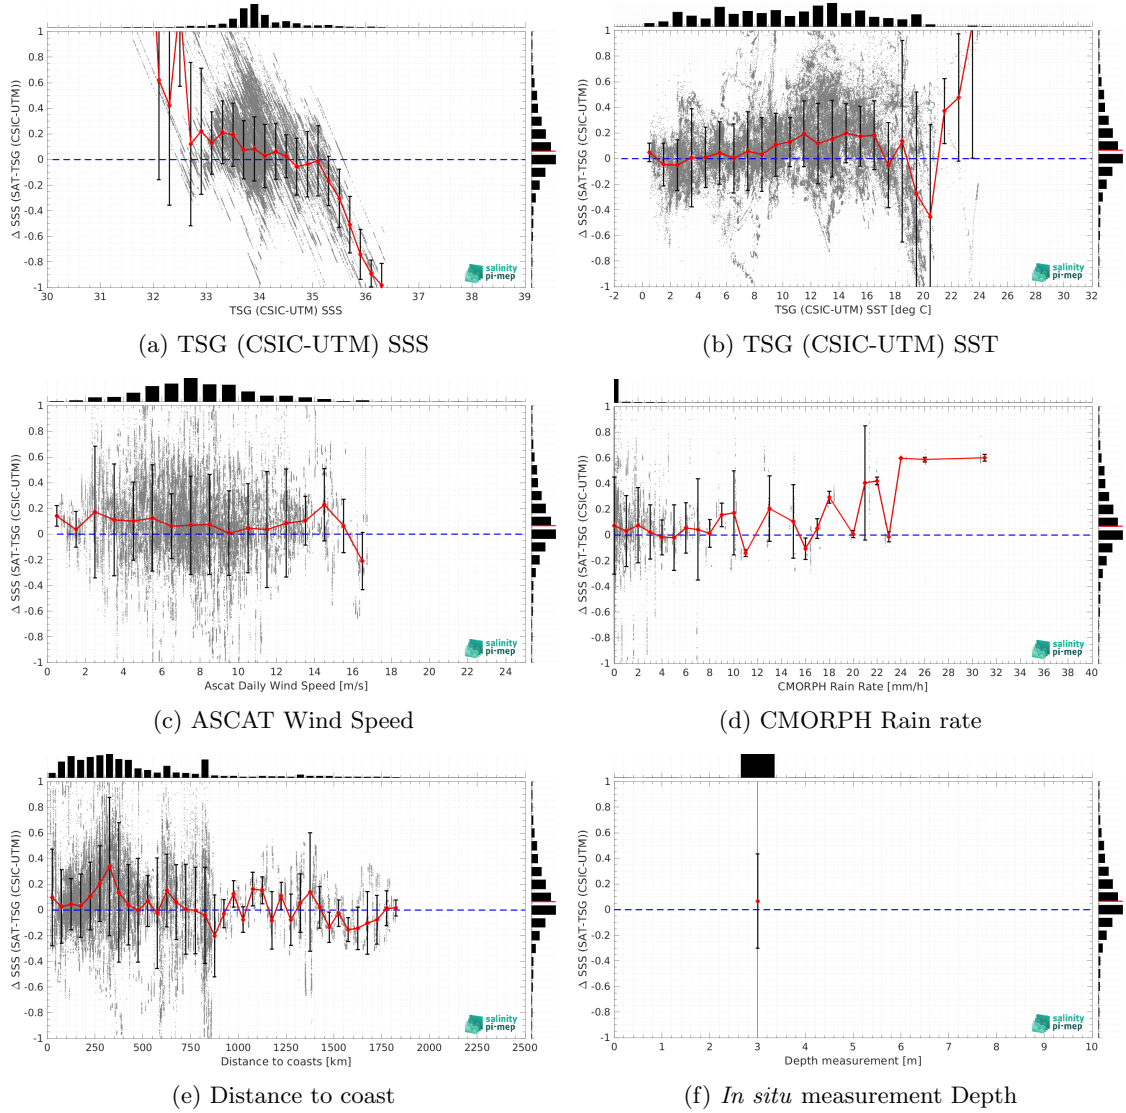 1
0.8
0.6
0.4
0.2
0
-0.2
-0.4
-0.6
-0.8
-1
Δ SSS (SAT-TSG (CSIC-UTM))
30 31 32 33 34 35 36 37 38 39
TSG (CSIC-UTM) SSS
salinity
pi-mep
(a) TSG (CSIC-UTM) SSS
1
0.8
0.6
0.4
0.2
0
-0.2
-0.4
-0.6
-0.8
-1
Δ SSS (SAT-TSG (CSIC-UTM))
-2 0 2 4 6 8 10 12 14 16 18 20 22 24 26 28 30 32
TSG (CSIC-UTM) SST [deg C]
salinity
pi-mep
(b) TSG (CSIC-UTM) SST
1
0.8
0.6
0.4
0.2
0
-0.2
-0.4
-0.6
-0.8
-1
Δ SSS (SAT-TSG (CSIC-UTM))
0 2 4 6 8 10 12 14 16 18 20 22 24
Ascat Daily Wind Speed [m/s]
salinity
pi-mep
(c) ASCAT Wind Speed
1
0.8
0.6
0.4
0.2
0
-0.2
-0.4
-0.6
-0.8
-1
Δ SSS (SAT-TSG (CSIC-UTM))
0 2 4 6 8 10 12 14 16 18 20 22 24 26 28 30 32 34 36 38 40
CMORPH Rain Rate [mm/h]
salinity
pi-mep
(d) CMORPH Rain rate
1
0.8
0.6
0.4
0.2
0
-0.2
-0.4
-0.6
-0.8
-1
Δ SSS (SAT-TSG (CSIC-UTM))
0 250 500 750 1000 1250 1500 1750 2000 2250 2500
Distance to coasts [km]
salinity
pi-mep
(e) Distance to coast
1
0.8
0.6
0.4
0.2
0
-0.2
-0.4
-0.6
-0.8
-1
Δ SSS (SAT-TSG (CSIC-UTM))
0 1 2 3 4 5 6 7 8 9 10
Depth measurement [m]
salinity
pi-mep
(f) In situ measurement Depth